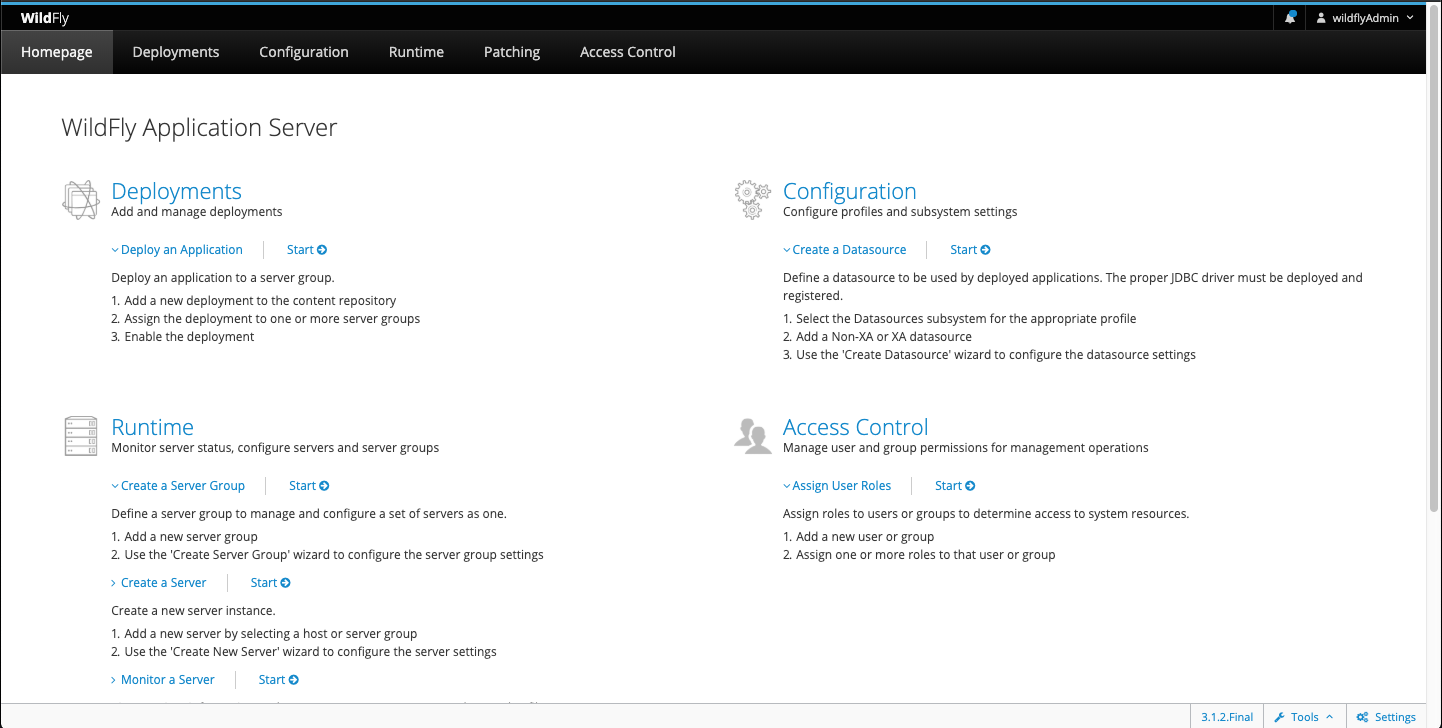 WildFly
wildflyAdmin
Homepage Deployments Configuration Runtime Patching Access Control
WildFly Application Server
Deployments
Add and manage deployments
Deploy an Application Start
Deploy an application to a server group.
1. Add a new deployment to the content repository
2. Assign the deployment to one or more server groups
3. Enable the deployment
Configuration
Configure profiles and subsystem settings
Create a Datasource Start
Define a datasource to be used by deployed applications. The proper JDBC driver must be deployed and
registered.
1. Select the Datasources subsystem for the appropriate profile
2. Add a Non-XA or XA datasource
3. Use the 'Create Datasource' wizard to configure the datasource settings
Runtime
Monitor server status, configure servers and server groups
Create a Server Group Start
Define a server group to manage and configure a set of servers as one.
1. Add a new server group
2. Use the 'Create Server Group' wizard to configure the server group settings
Create a Server Start
Create a new server instance.
1. Add a new server by selecting a host or server group
2. Use the 'Create New Server' wizard to configure the server settings
Monitor a Server Start
Access Control
Manage user and group permissions for management operations
Assign User Roles Start
Assign roles to users or groups to determine access to system resources.
1. Add a new user or group
2. Assign one or more roles to that user or group
3.1.2.Final Tools Settings